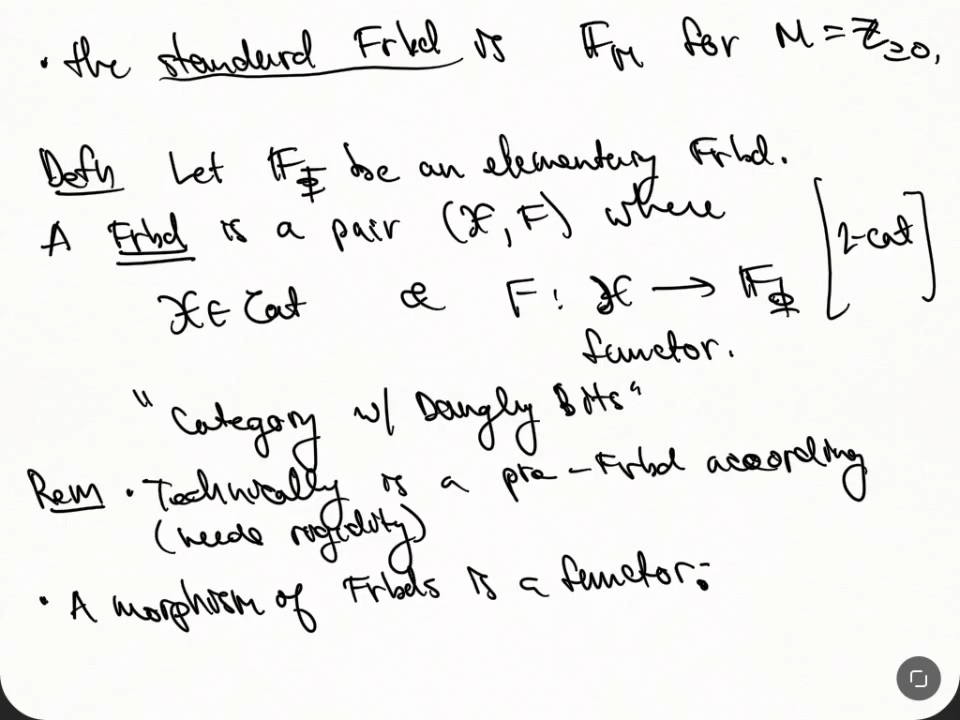 • the standard Frbd is 𝔽_M for M = ℤ≥0,
Defn Let 𝔽_Φ be an elementary Frbd.
A Frbd is a pair (𝒳, F) where
𝒳 ∈ Cat & F : 𝒳 → 𝔽_Φ [2-cat]
functor.
"Category w/ Dangly Bits"
Rem • Technically is a pre-Frbd according
(needs rigidity)
• A morphism of Frbds is a functor: